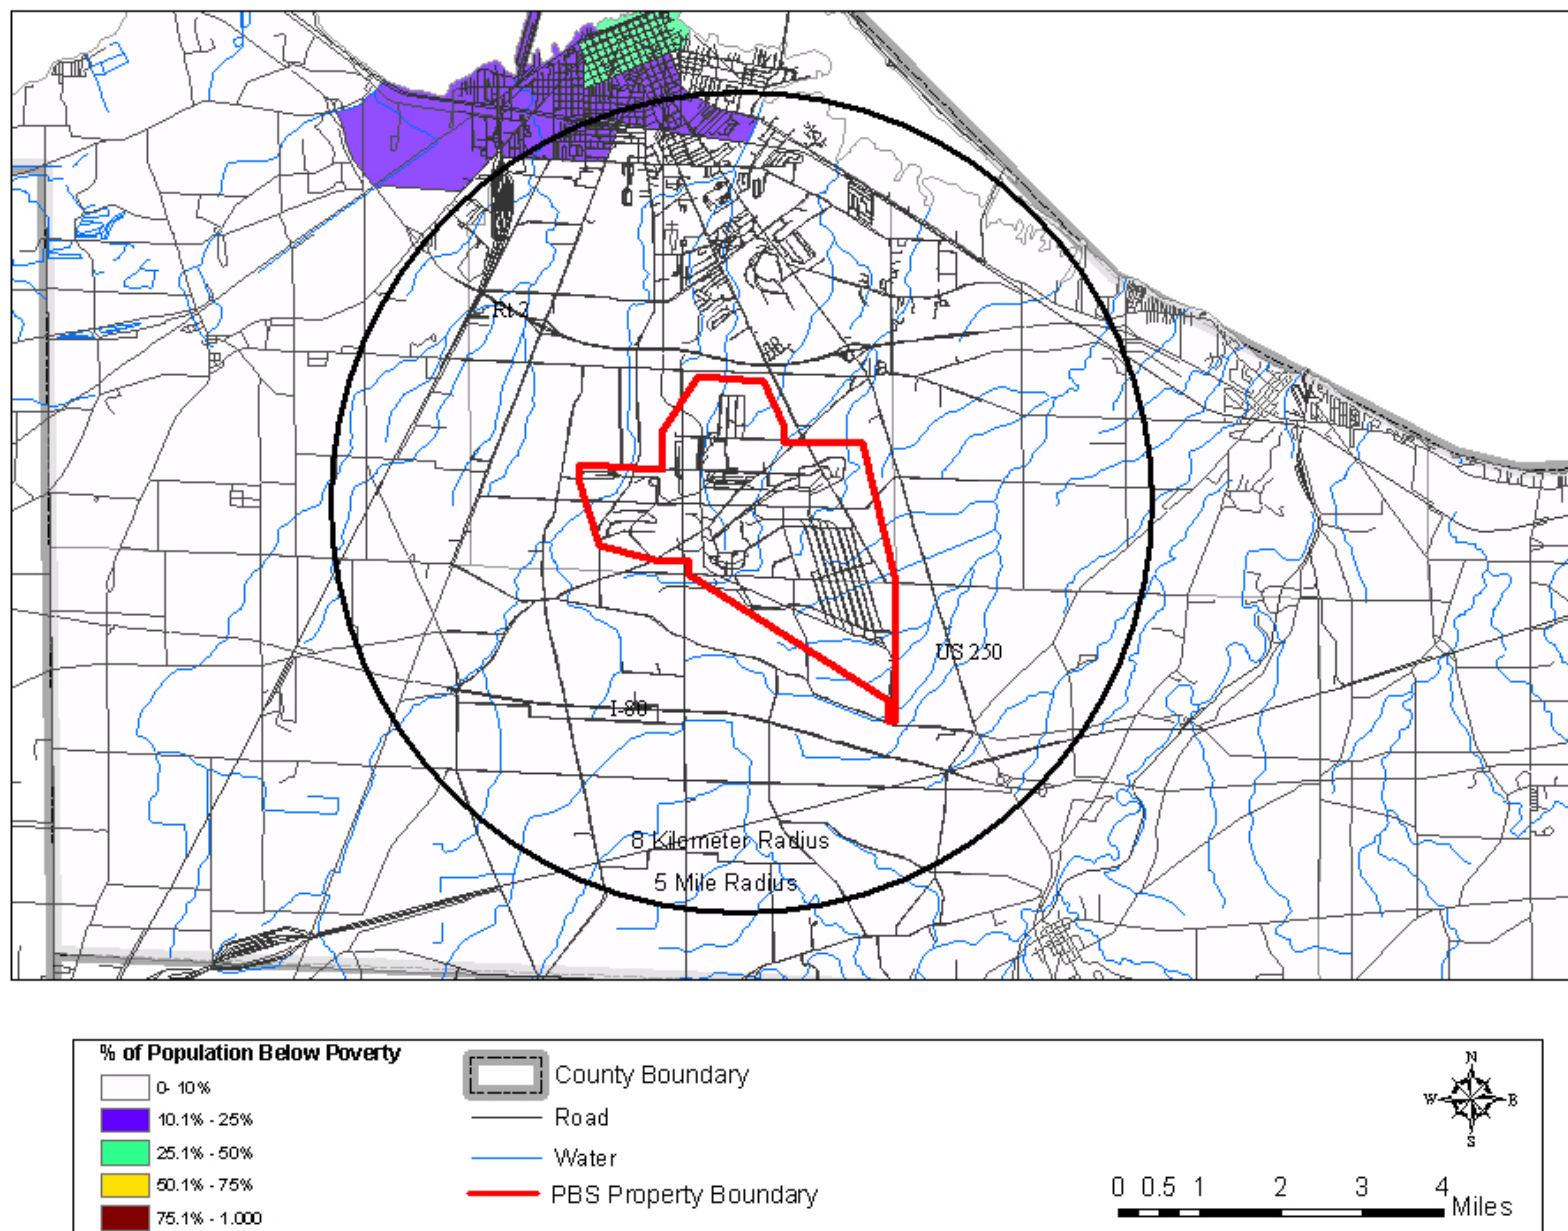 Rt 2
US 250
I-80
8 Kilometer Radius
5 Mile Radius
% of Population Below Poverty
0- 10%
10.1% - 25%
25.1% - 50%
50.1% - 75%
75.1% - 1.000
County Boundary
Road
Water
PBS Property Boundary
N
W
E
S
0 0.5 1 2 3 4 Miles